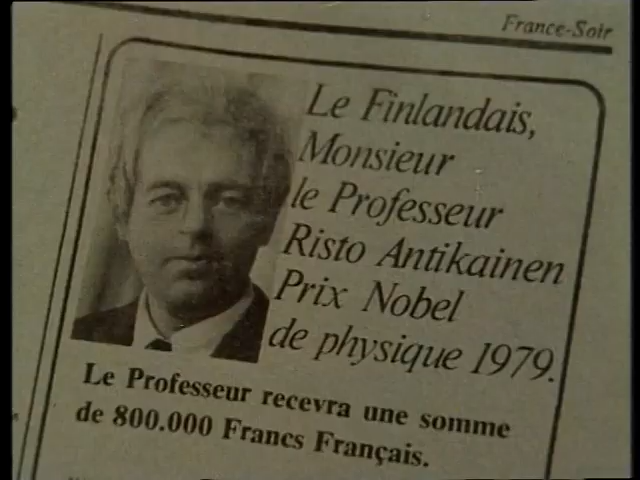 France-Soir
Le Finlandais,
Monsieur
le Professeur
Risto Antikainen
Prix Nobel
de physique 1979.
Le Professeur recevra une somme
de 800.000 Francs Français.